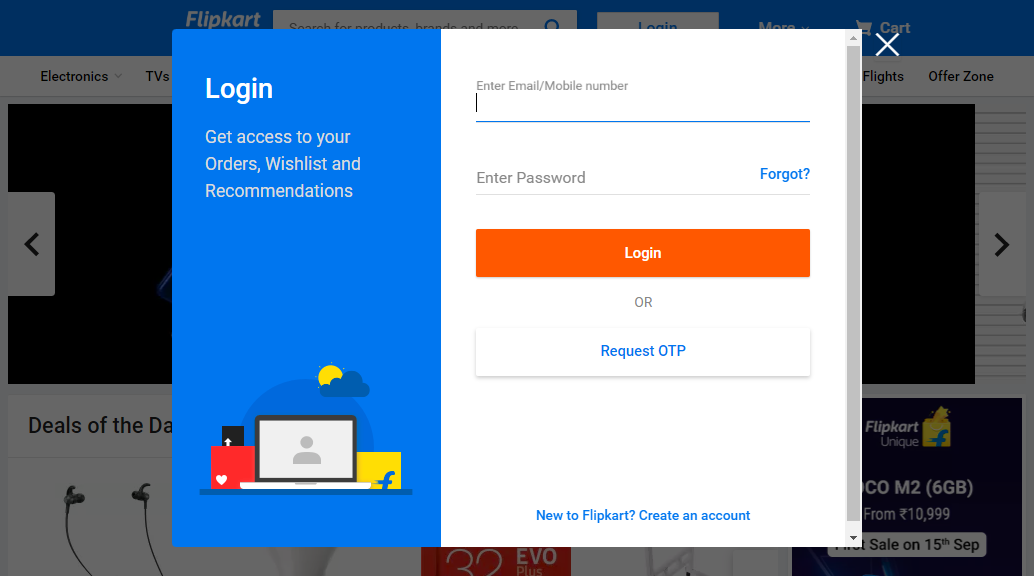 Flipkart
Search for products, brands and more
Login
More
Cart
Electronics
TVs
Flights
Offer Zone
Login
Get access to your
Orders, Wishlist and
Recommendations
Enter Email/Mobile number
Enter Password
Forgot?
Login
OR
Request OTP
New to Flipkart? Create an account
Deals of the Da
32 EVO
Plus
Flipkart
Unique
OCO M2 (6GB)
From ₹10,999
First Sale on 15th Sep